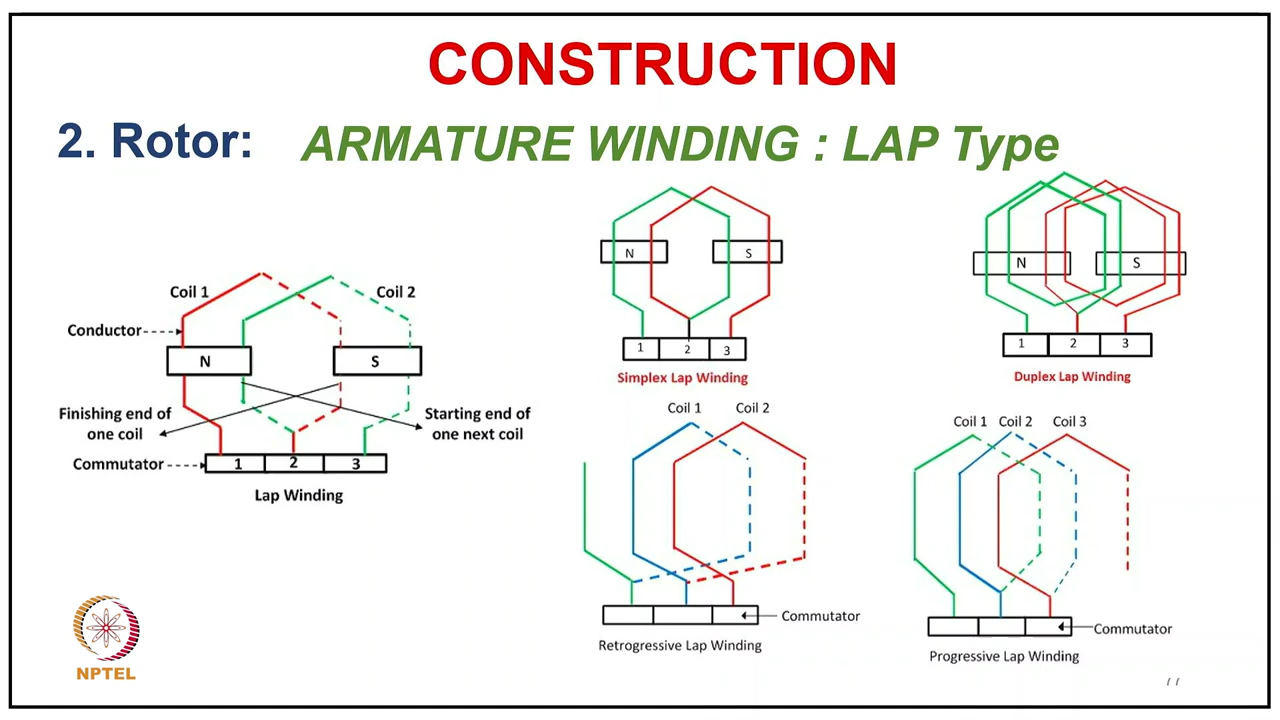 CONSTRUCTION
2. Rotor: ARMATURE WINDING : LAP Type
Coil 1
Coil 2
Conductor
N
S
Finishing end of
one coil
Starting end of
one next coil
Commutator
1 2 3
Lap Winding
N S
1 2 3
Simplex Lap Winding
N S
1 2 3
Duplex Lap Winding
Coil 1 Coil 2
Commutator
Retrogressive Lap Winding
Coil 1 Coil 2 Coil 3
Commutator
Progressive Lap Winding
NPTEL